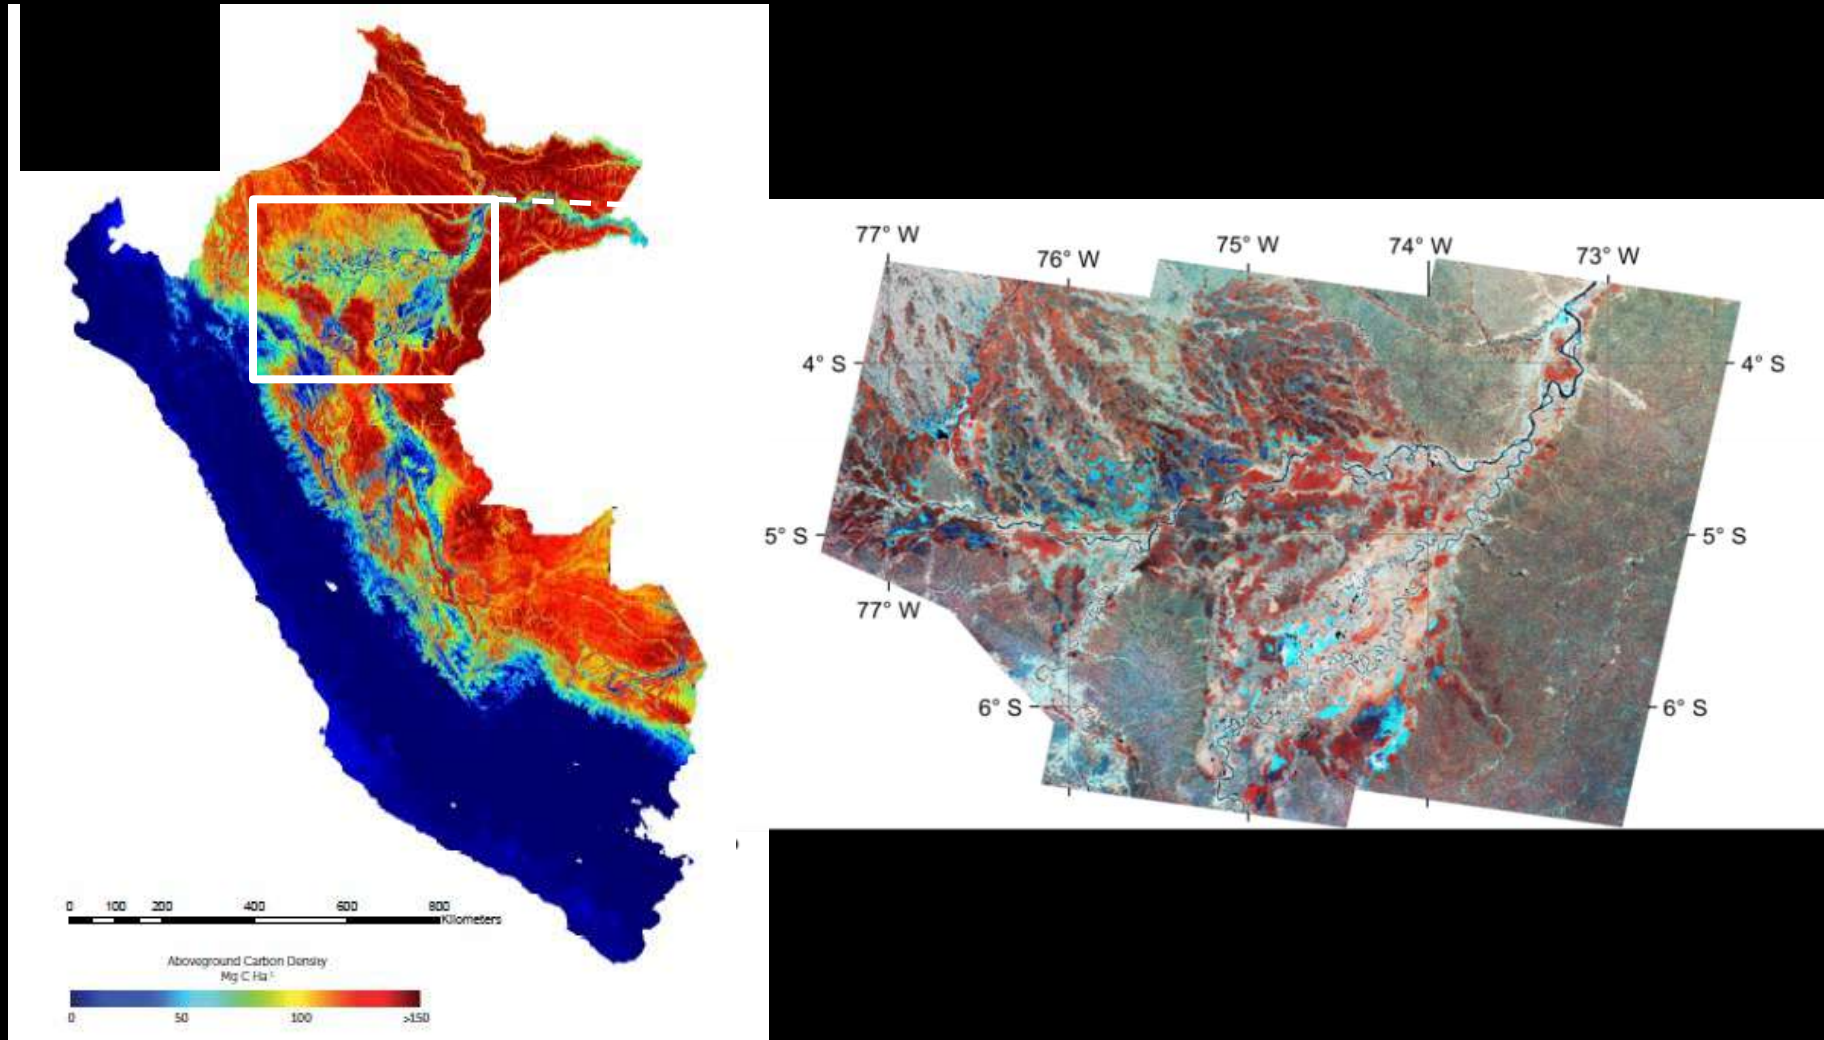 77° W
76° W
75° W
74° W
73° W
4° S
4° S
5° S
5° S
77° W
6° S
6° S
0 100 200 400 600 800
Kilometers
Aboveground Carbon Density
Mg C Ha⁻¹
0 50 100 >150